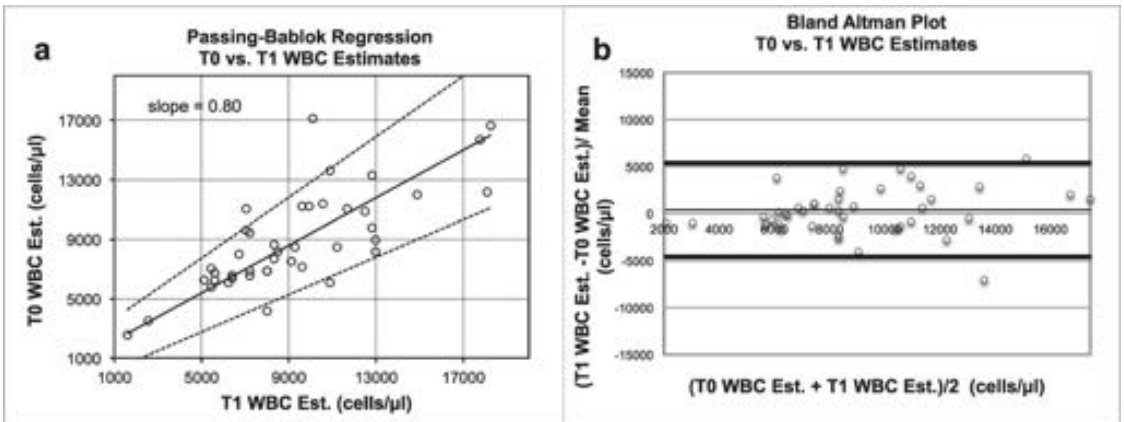 a
Passing-Bablok Regression
T0 vs. T1 WBC Estimates
slope = 0.80
T0 WBC Est. (cells/µl)
17000
13000
9000
5000
1000
1000
5000
9000
13000
17000
T1 WBC Est. (cells/µl)
b
Bland Altman Plot
T0 vs. T1 WBC Estimates
(T1 WBC Est. -T0 WBC Est.)/ Mean
(cells/µl)
15000
10000
5000
0
-5000
-10000
-15000
2000
4000
6000
8000
10000
12000
14000
16000
(T0 WBC Est. + T1 WBC Est.)/2 (cells/µl)